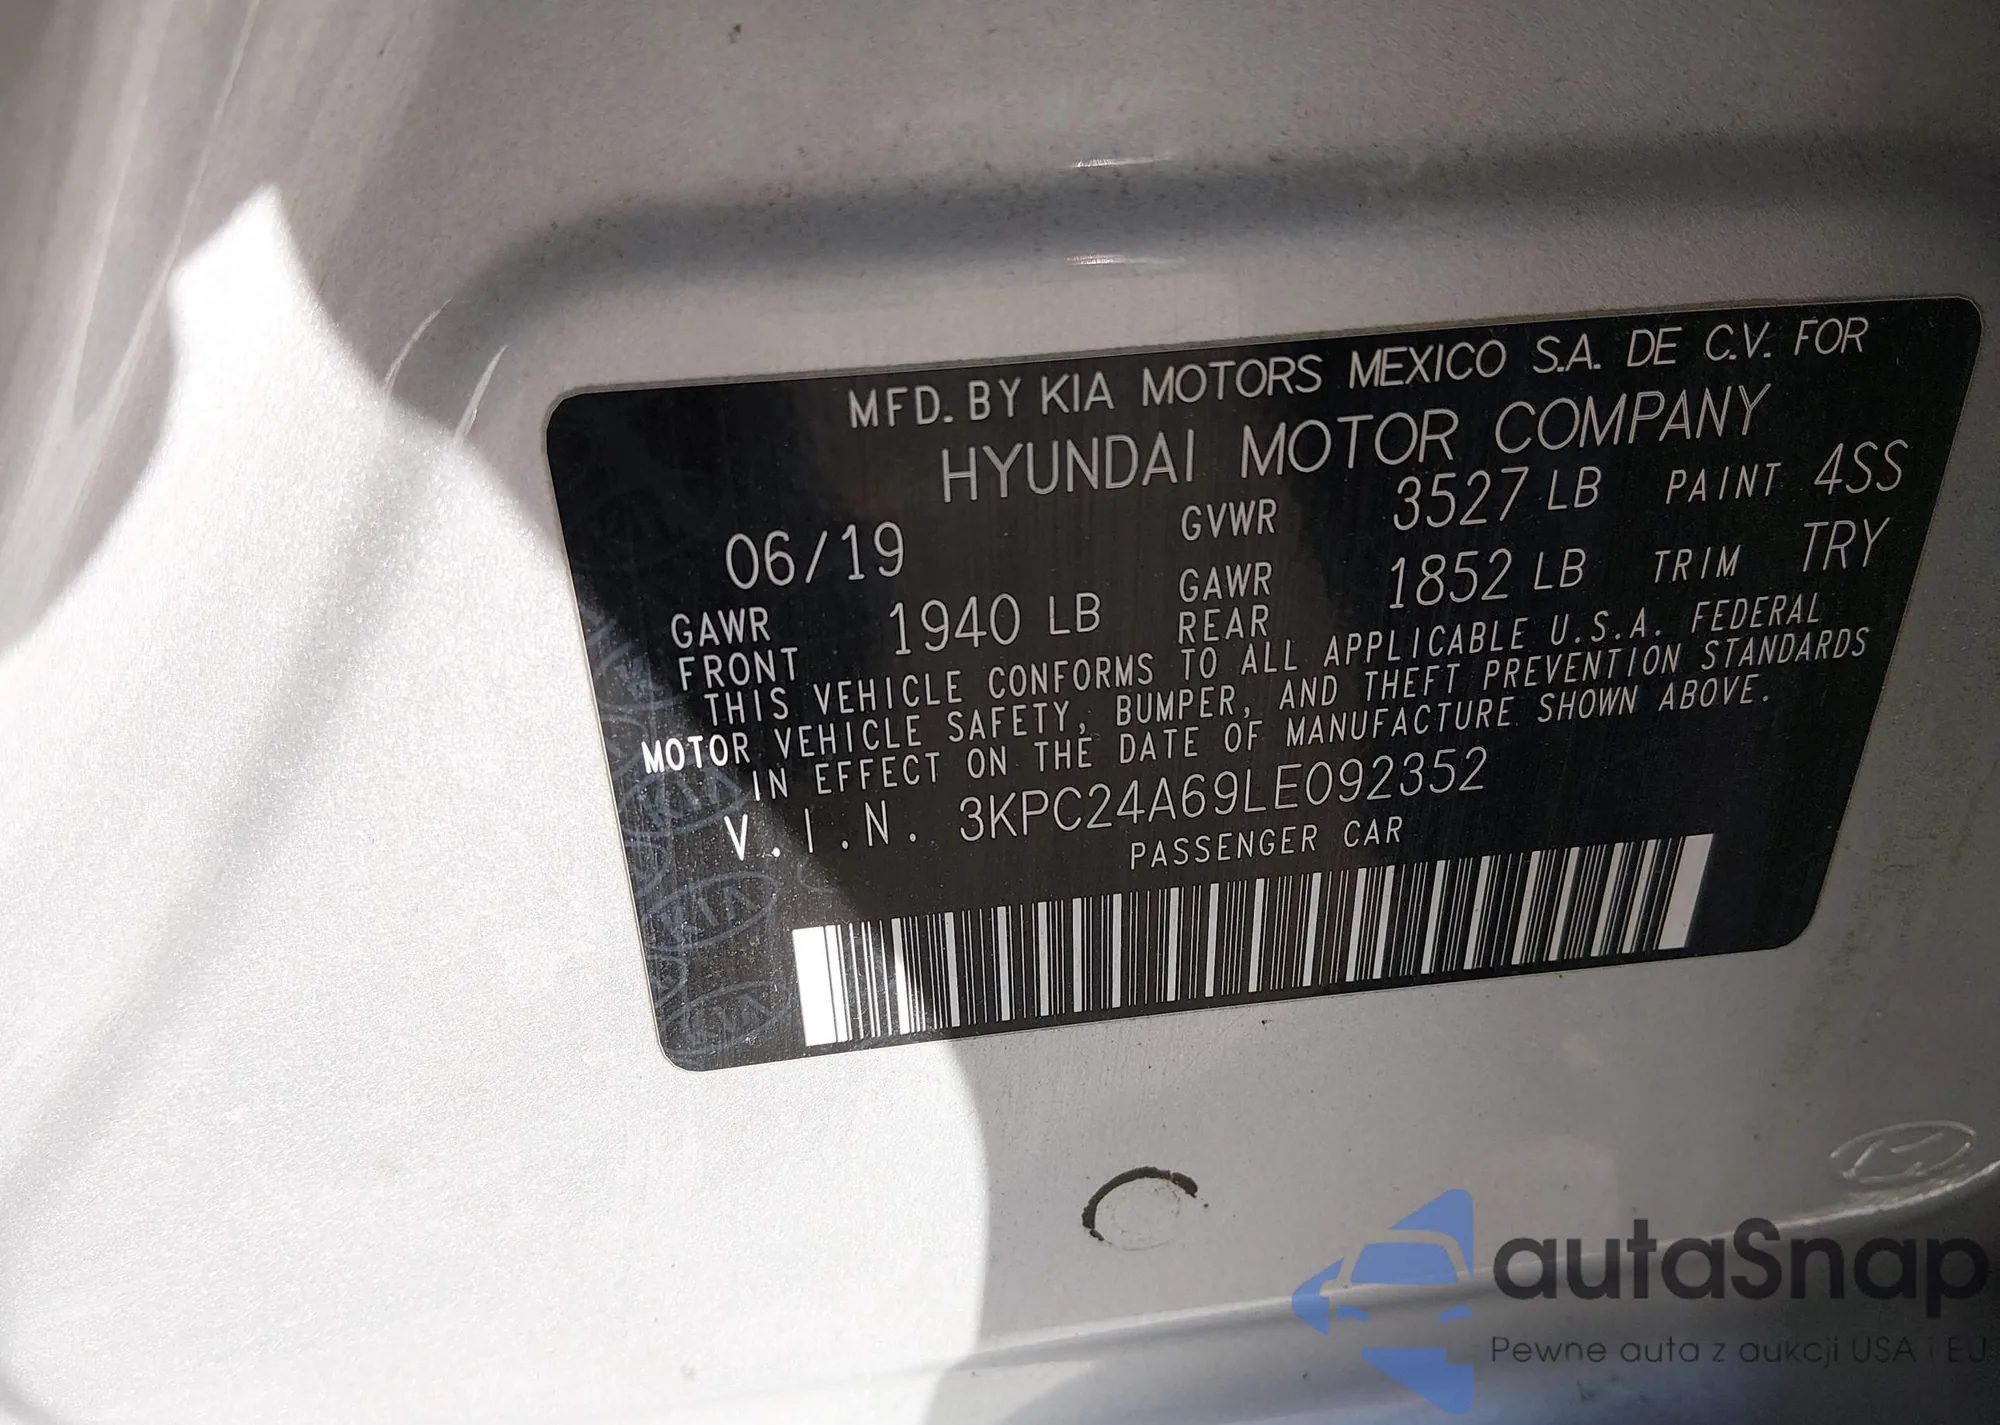 MFD. BY KIA MOTORS MEXICO S.A. DE C.V. FOR
HYUNDAI MOTOR COMPANY
06/19 GVWR 3527 LB PAINT 4SS
GAWR FRONT 1940 LB GAWR REAR 1852 LB TRIM TRY
THIS VEHICLE CONFORMS TO ALL APPLICABLE U.S.A. FEDERAL
MOTOR VEHICLE SAFETY, BUMPER, AND THEFT PREVENTION STANDARDS
IN EFFECT ON THE DATE OF MANUFACTURE SHOWN ABOVE.
V.I.N. 3KPC24A69LE092352
PASSENGER CAR
KIA
KIA
KIA
autaSnap
Pewne auta z aukcji USA i EU